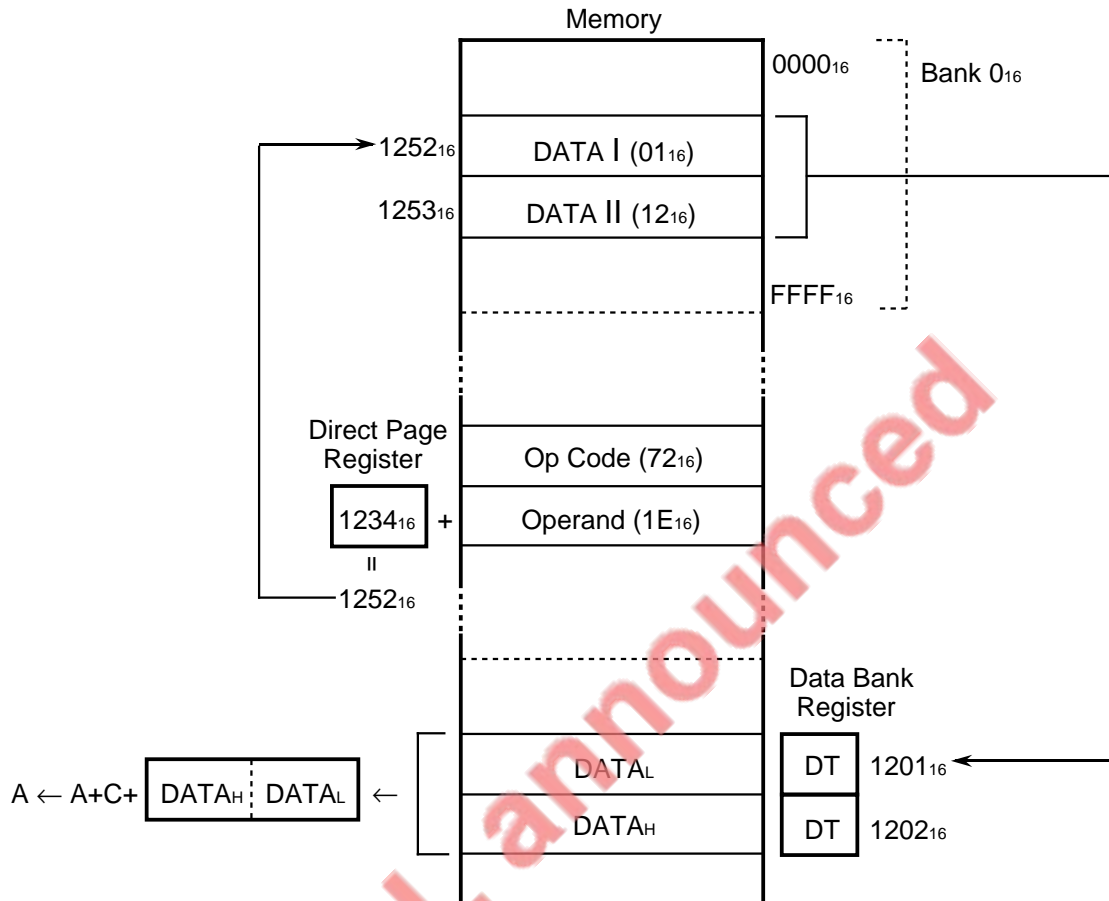 Memory
0000₁₆
Bank 0₁₆
1252₁₆
DATA I (01₁₆)
1253₁₆
DATA II (12₁₆)
FFFF₁₆
Direct Page
Register
Op Code (72₁₆)
1234₁₆ + Operand (1E₁₆)
=
1252₁₆
Data Bank
Register
DATAL DT 1201₁₆
A ← A+C+ DATAH DATAL ←
DATAH DT 1202₁₆
announced